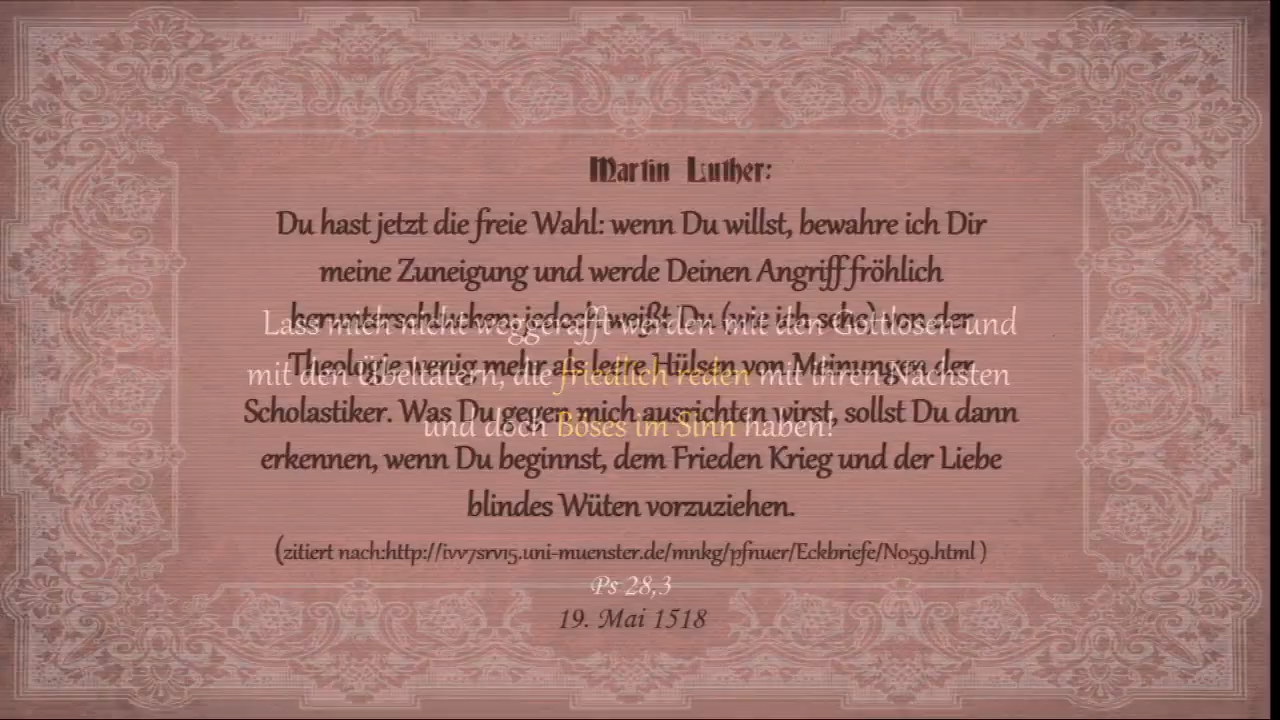 Martin Luther:
Du hast jetzt die freie Wahl: wenn Du willst, bewahre ich Dir
meine Zuneigung und werde Deinen Angriff fröhlich
herunterschlucken; jedoch weißt Du (wie ich sehe) von der
Theologie wenig mehr als leere Hülsen von Meinungen der
Scholastiker. Was Du gegen mich ausrichten wirst, sollst Du dann
erkennen, wenn Du beginnst, dem Frieden Krieg und der Liebe
blindes Wüten vorzuziehen.
(zitiert nach:http://ivv7srv15.uni-muenster.de/mnkg/pfnuer/Eckbriefe/N059.html )
19. Mai 1518
Lass mich nicht weggerafft werden mit den Gottlosen und
mit den Übeltätern, die friedlich reden mit ihren Nächsten
und doch Böses im Sinn haben!
Ps 28,3